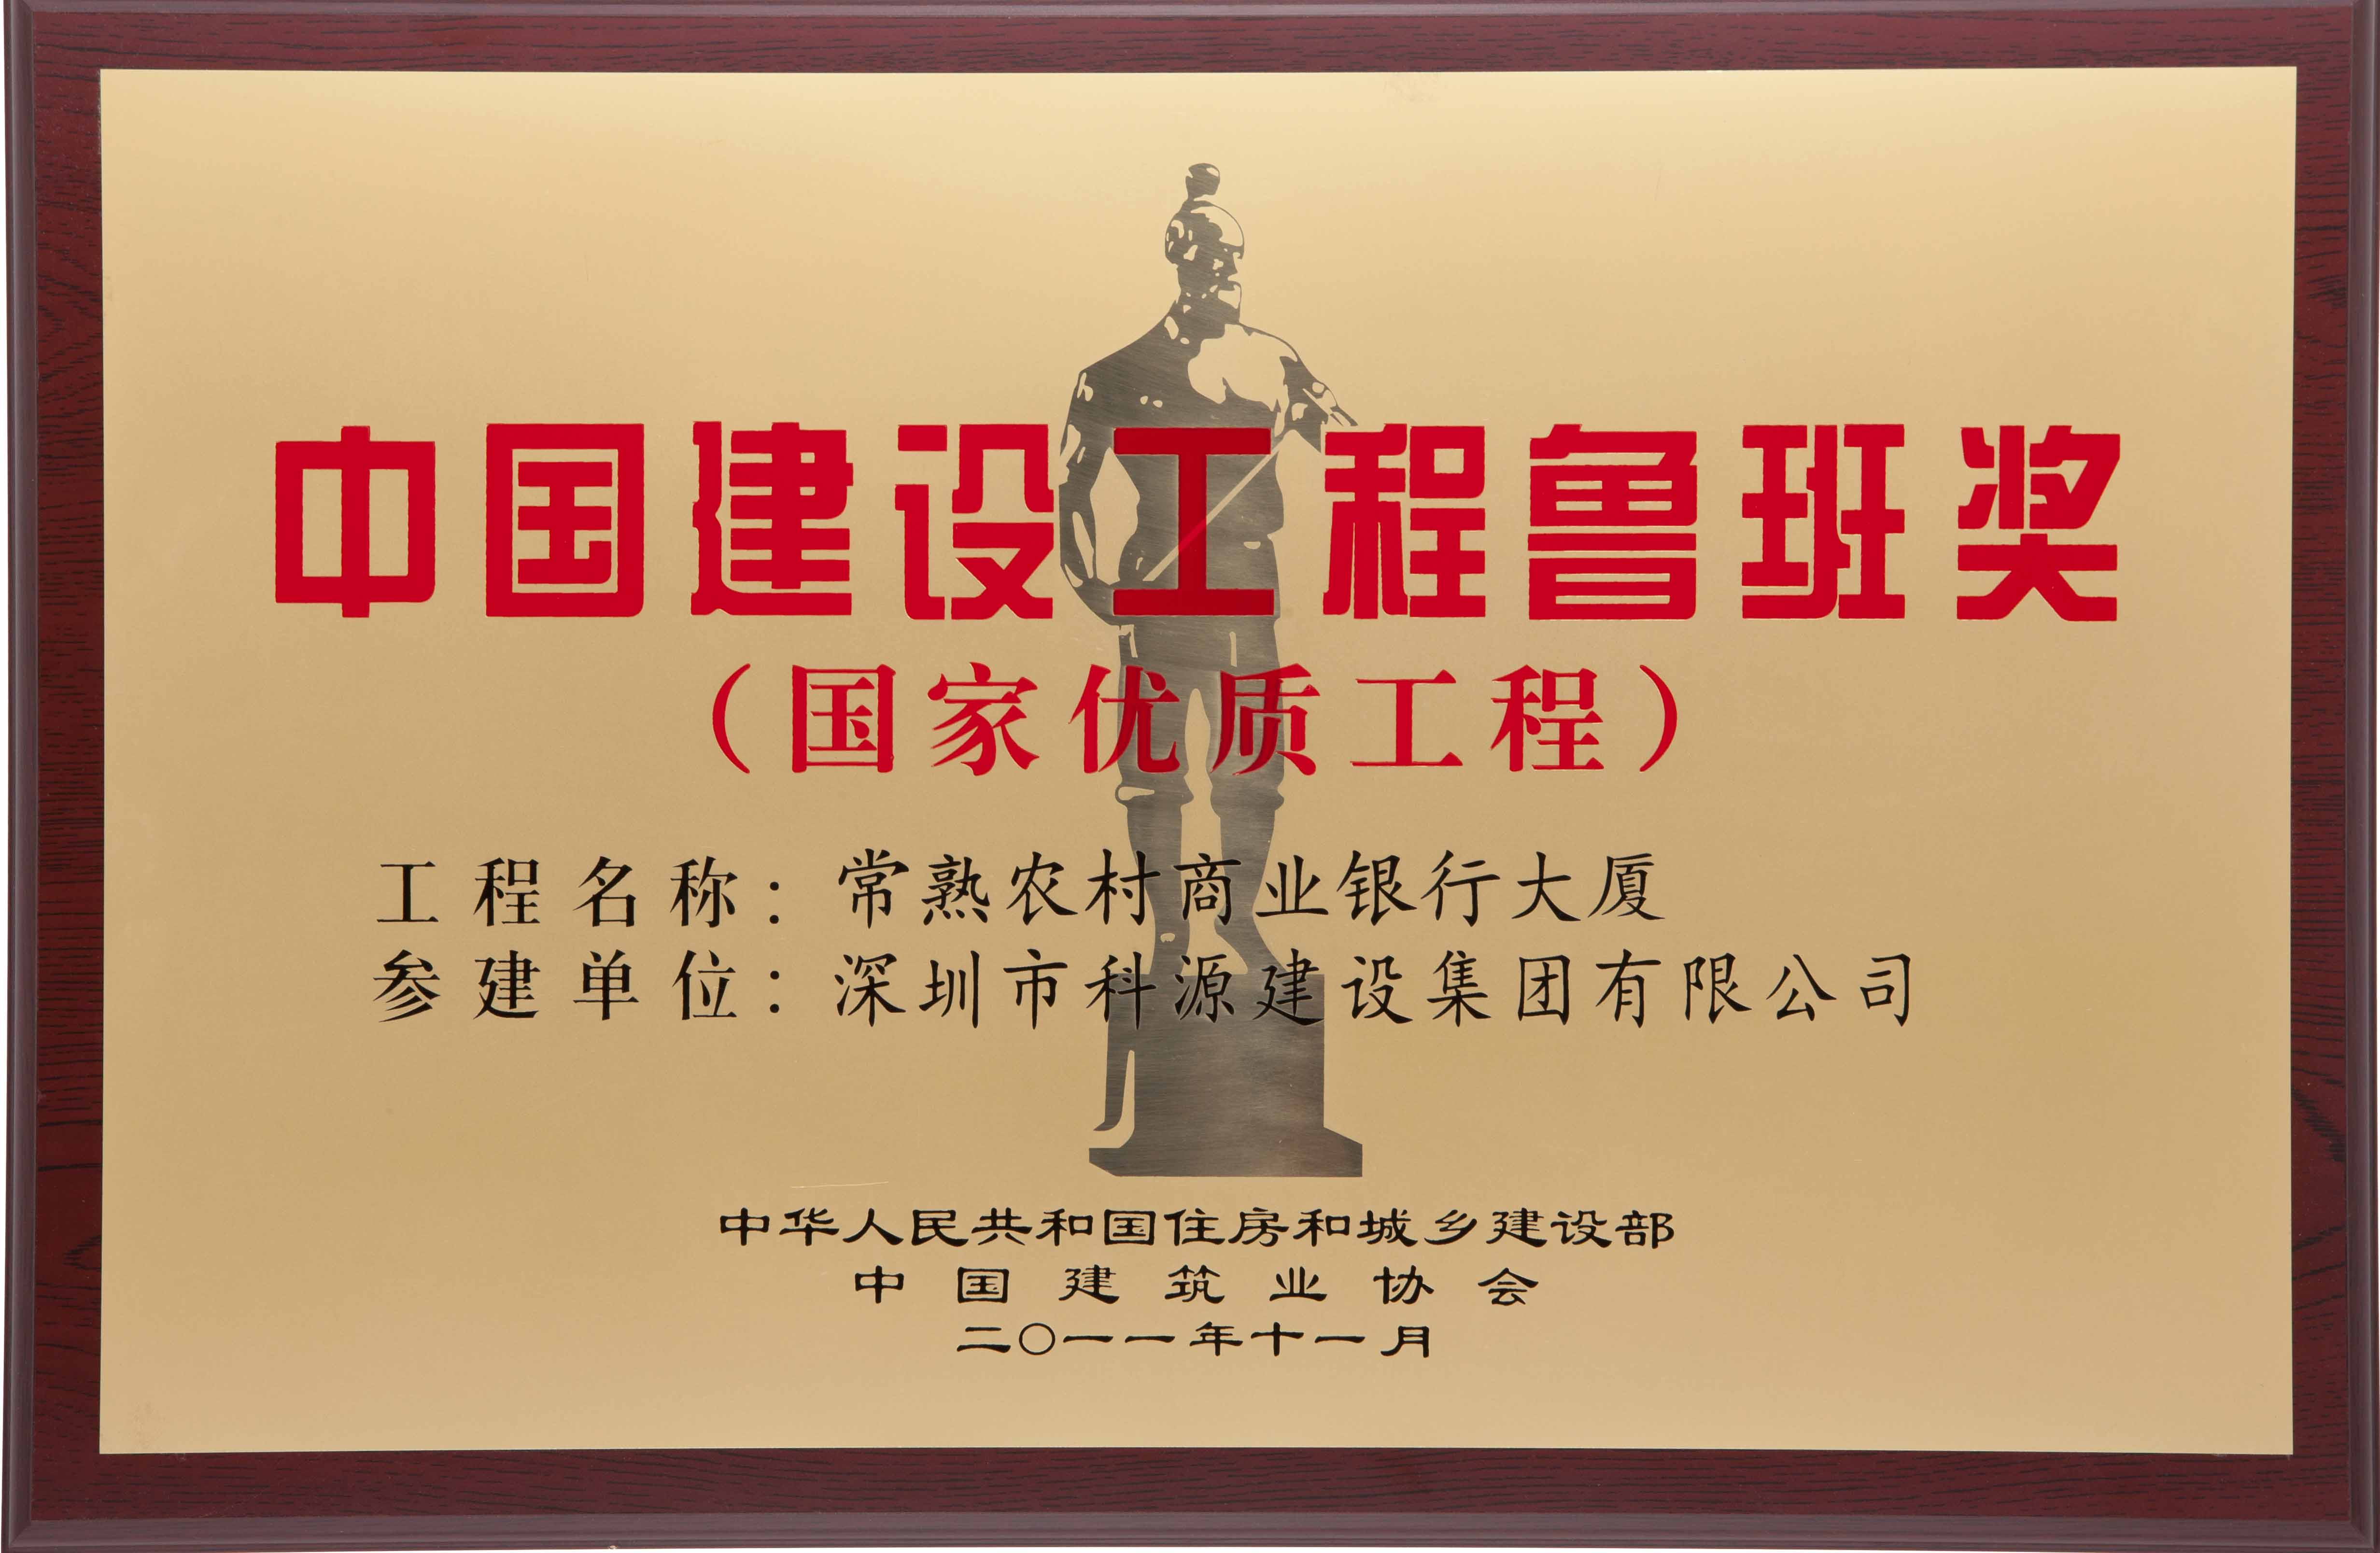 中国建设工程鲁班奖
（国家优质工程）
工程名称：常熟农村商业银行大厦
参建单位：深圳市科源建设集团有限公司
中华人民共和国住房和城乡建设部
中国建筑业协会
二〇一一年十一月